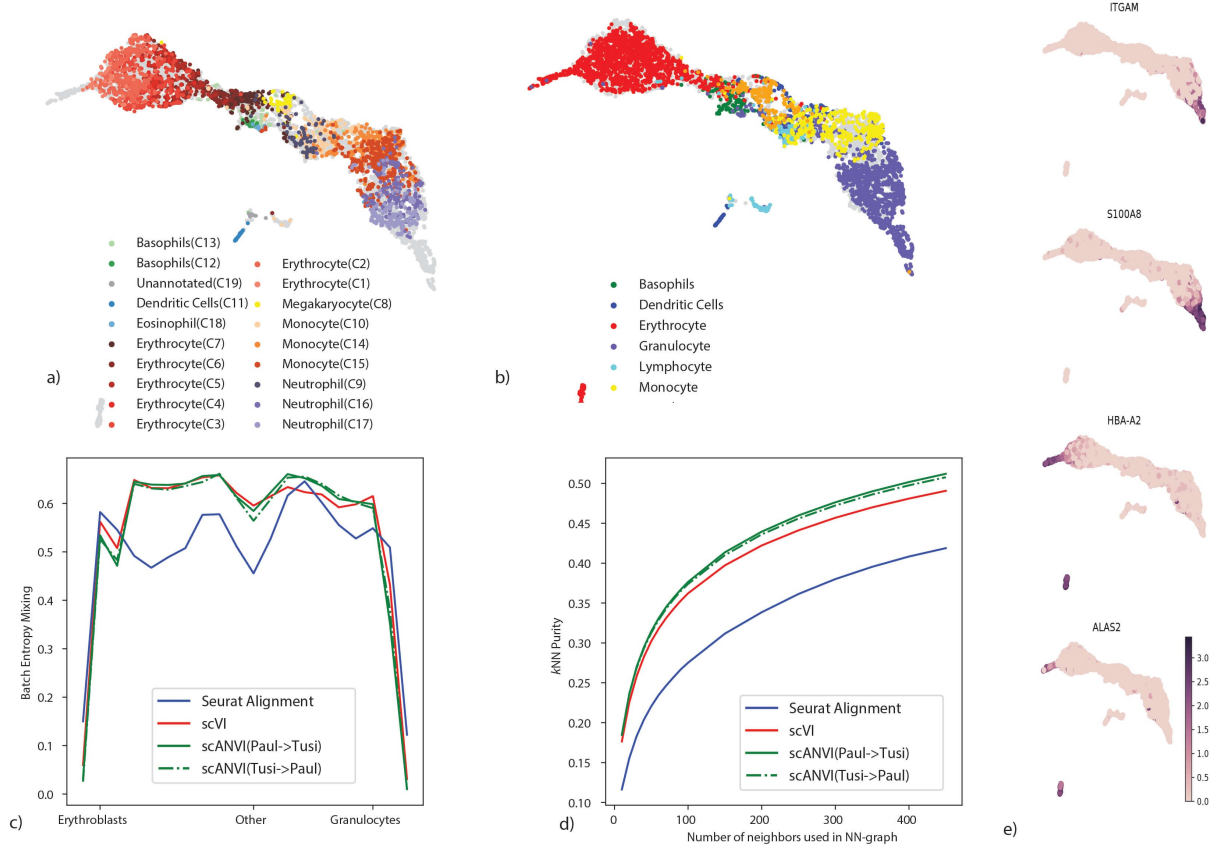 Basophils(C13)
Basophils(C12)
Unannotated(C19)
Dendritic Cells(C11)
Eosinophil(C18)
Erythrocyte(C7)
Erythrocyte(C6)
Erythrocyte(C5)
Erythrocyte(C4)
Erythrocyte(C3)
Erythrocyte(C2)
Erythrocyte(C1)
Megakaryocyte(C8)
Monocyte(C10)
Monocyte(C14)
Monocyte(C15)
Neutrophil(C9)
Neutrophil(C16)
Neutrophil(C17)
a)
Basophils
Dendritic Cells
Erythrocyte
Granulocyte
Lymphocyte
Monocyte
b)
Batch Entropy Mixing
0.6
0.5
0.4
0.3
0.2
0.1
0.0
Seurat Alignment
scVI
scANVI(Paul->Tusi)
scANVI(Tusi->Paul)
Erythroblasts
Other
Granulocytes
c)
kNN Purity
0.50
0.45
0.40
0.35
0.30
0.25
0.20
0.15
0.10
Seurat Alignment
scVI
scANVI(Paul->Tusi)
scANVI(Tusi->Paul)
0
100
200
300
400
Number of neighbors used in NN-graph
d)
ITGAM
S100A8
HBA-A2
ALAS2
3.0
2.5
2.0
1.5
1.0
0.5
0.0
e)